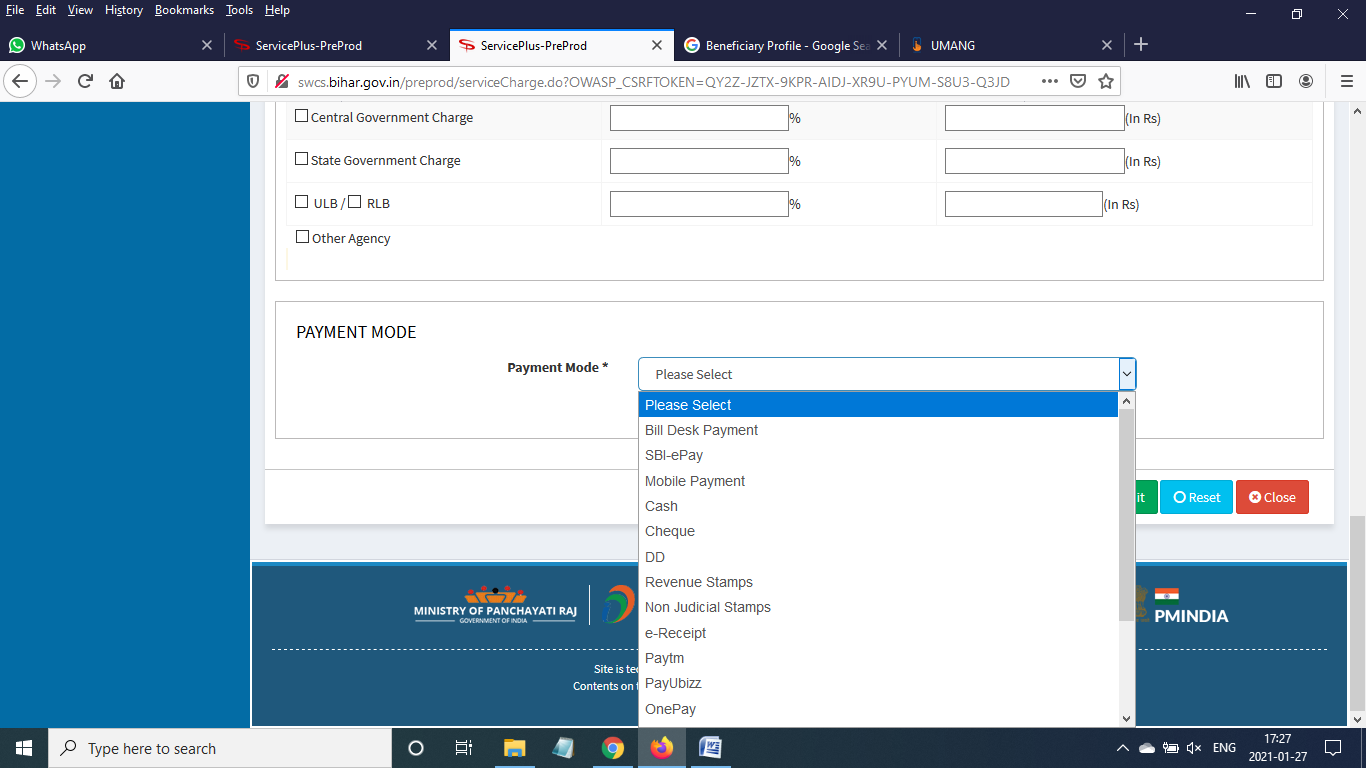 File Edit View History Bookmarks Tools Help
WhatsApp
ServicePlus-PreProd
ServicePlus-PreProd
Beneficiary Profile - Google Sea
UMANG
swcs.bihar.gov.in/preprod/serviceCharge.do?OWASP_CSRFTOKEN=QY2Z-JZTX-9KPR-AIDJ-XR9U-PYUM-S8U3-Q3JD
Central Government Charge % (In Rs)
State Government Charge % (In Rs)
ULB / RLB % (In Rs)
Other Agency
PAYMENT MODE
Payment Mode * Please Select
Please Select
Bill Desk Payment
SBI-ePay
Mobile Payment
Cash
Cheque
DD
Revenue Stamps
Non Judicial Stamps
e-Receipt
Paytm
PayUbizz
OnePay
it Reset Close
MINISTRY OF PANCHAYATI RAJ
GOVERNMENT OF INDIA
PMINDIA
Site is te
Contents on
Type here to search
ENG
17:27
2021-01-27